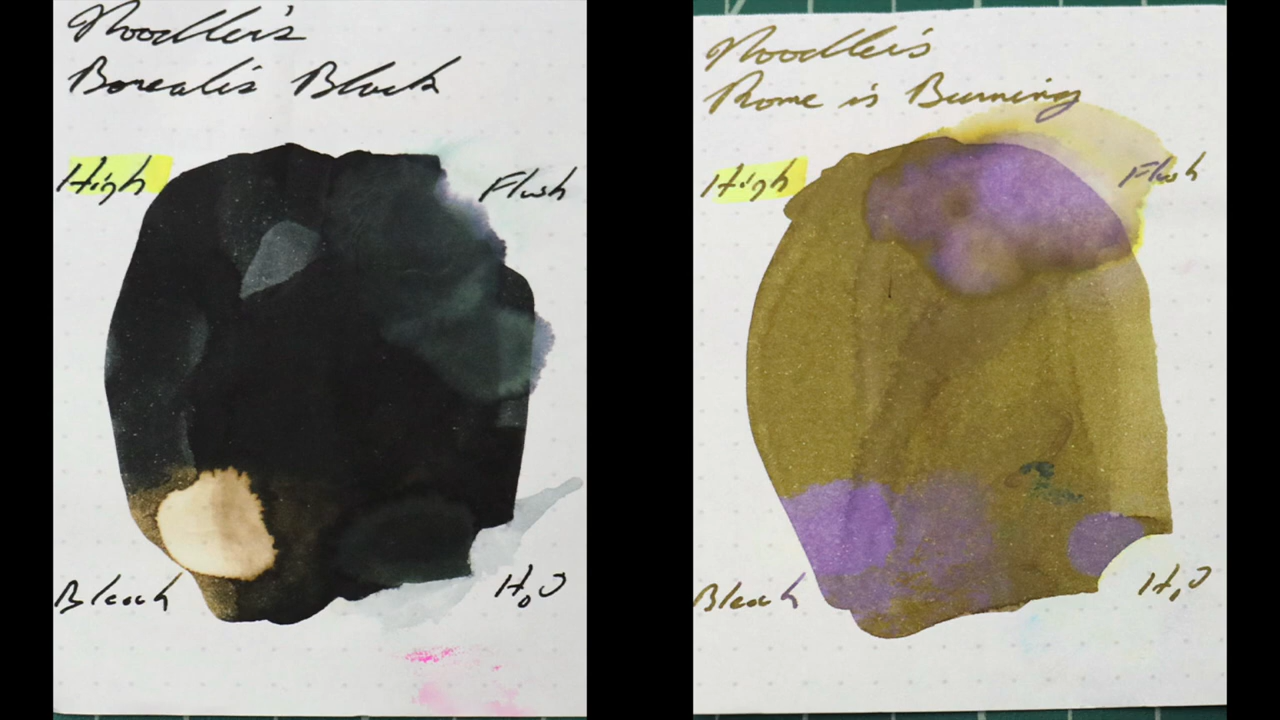 Noodler's
Borealis Black
High
Flush
Bleach
H₂O
Noodler's
Rome is Burning
High
Flush
Bleach
H₂O